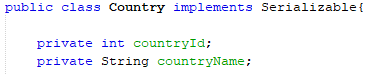 public class Country implements Serializable{
private int countryId;
private String countryName;